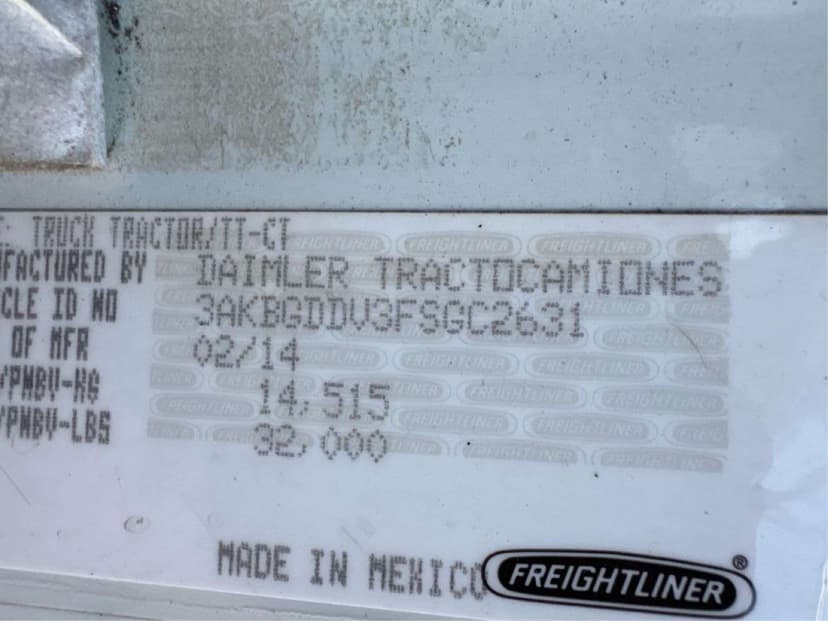 : TRUCK TRACTOR/TT-CT
FACTURED BY DAIMLER TRACTOCAMIONES
CLE ID NO 3AKBGDDV3FSGC2631
OF MFR 02/14
/PNBV-KG 14,515
/PNBV-LBS 32,000
MADE IN MEXICO FREIGHTLINER®